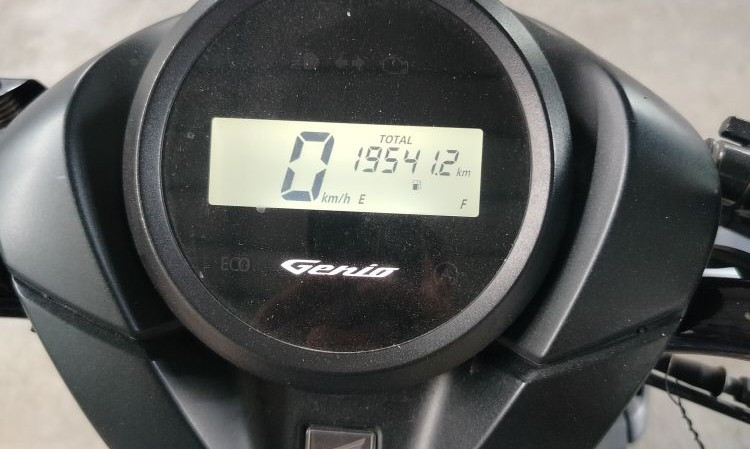 TOTAL
0 km/h 19541.2 km
E F
ECO
Genio